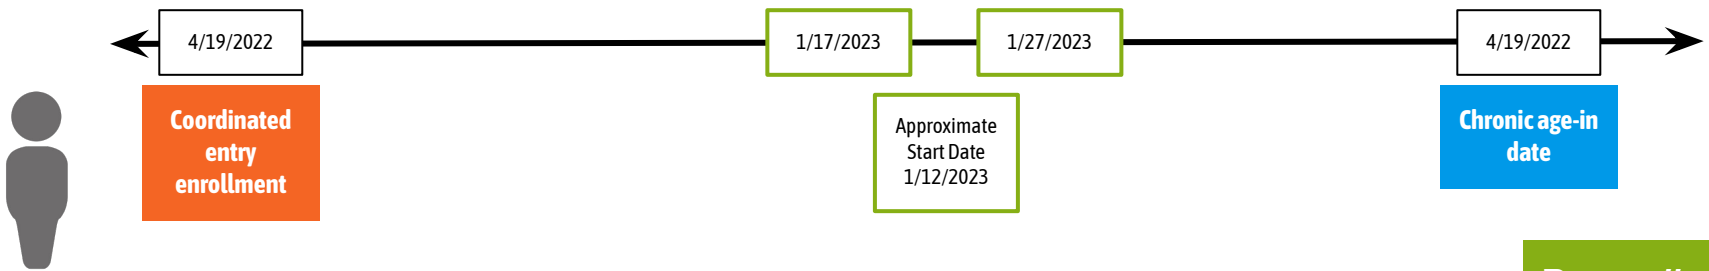 4/19/2022
1/17/2023
1/27/2023
4/19/2022
Coordinated
entry
enrollment
Approximate
Start Date
1/12/2023
Chronic age-in
date